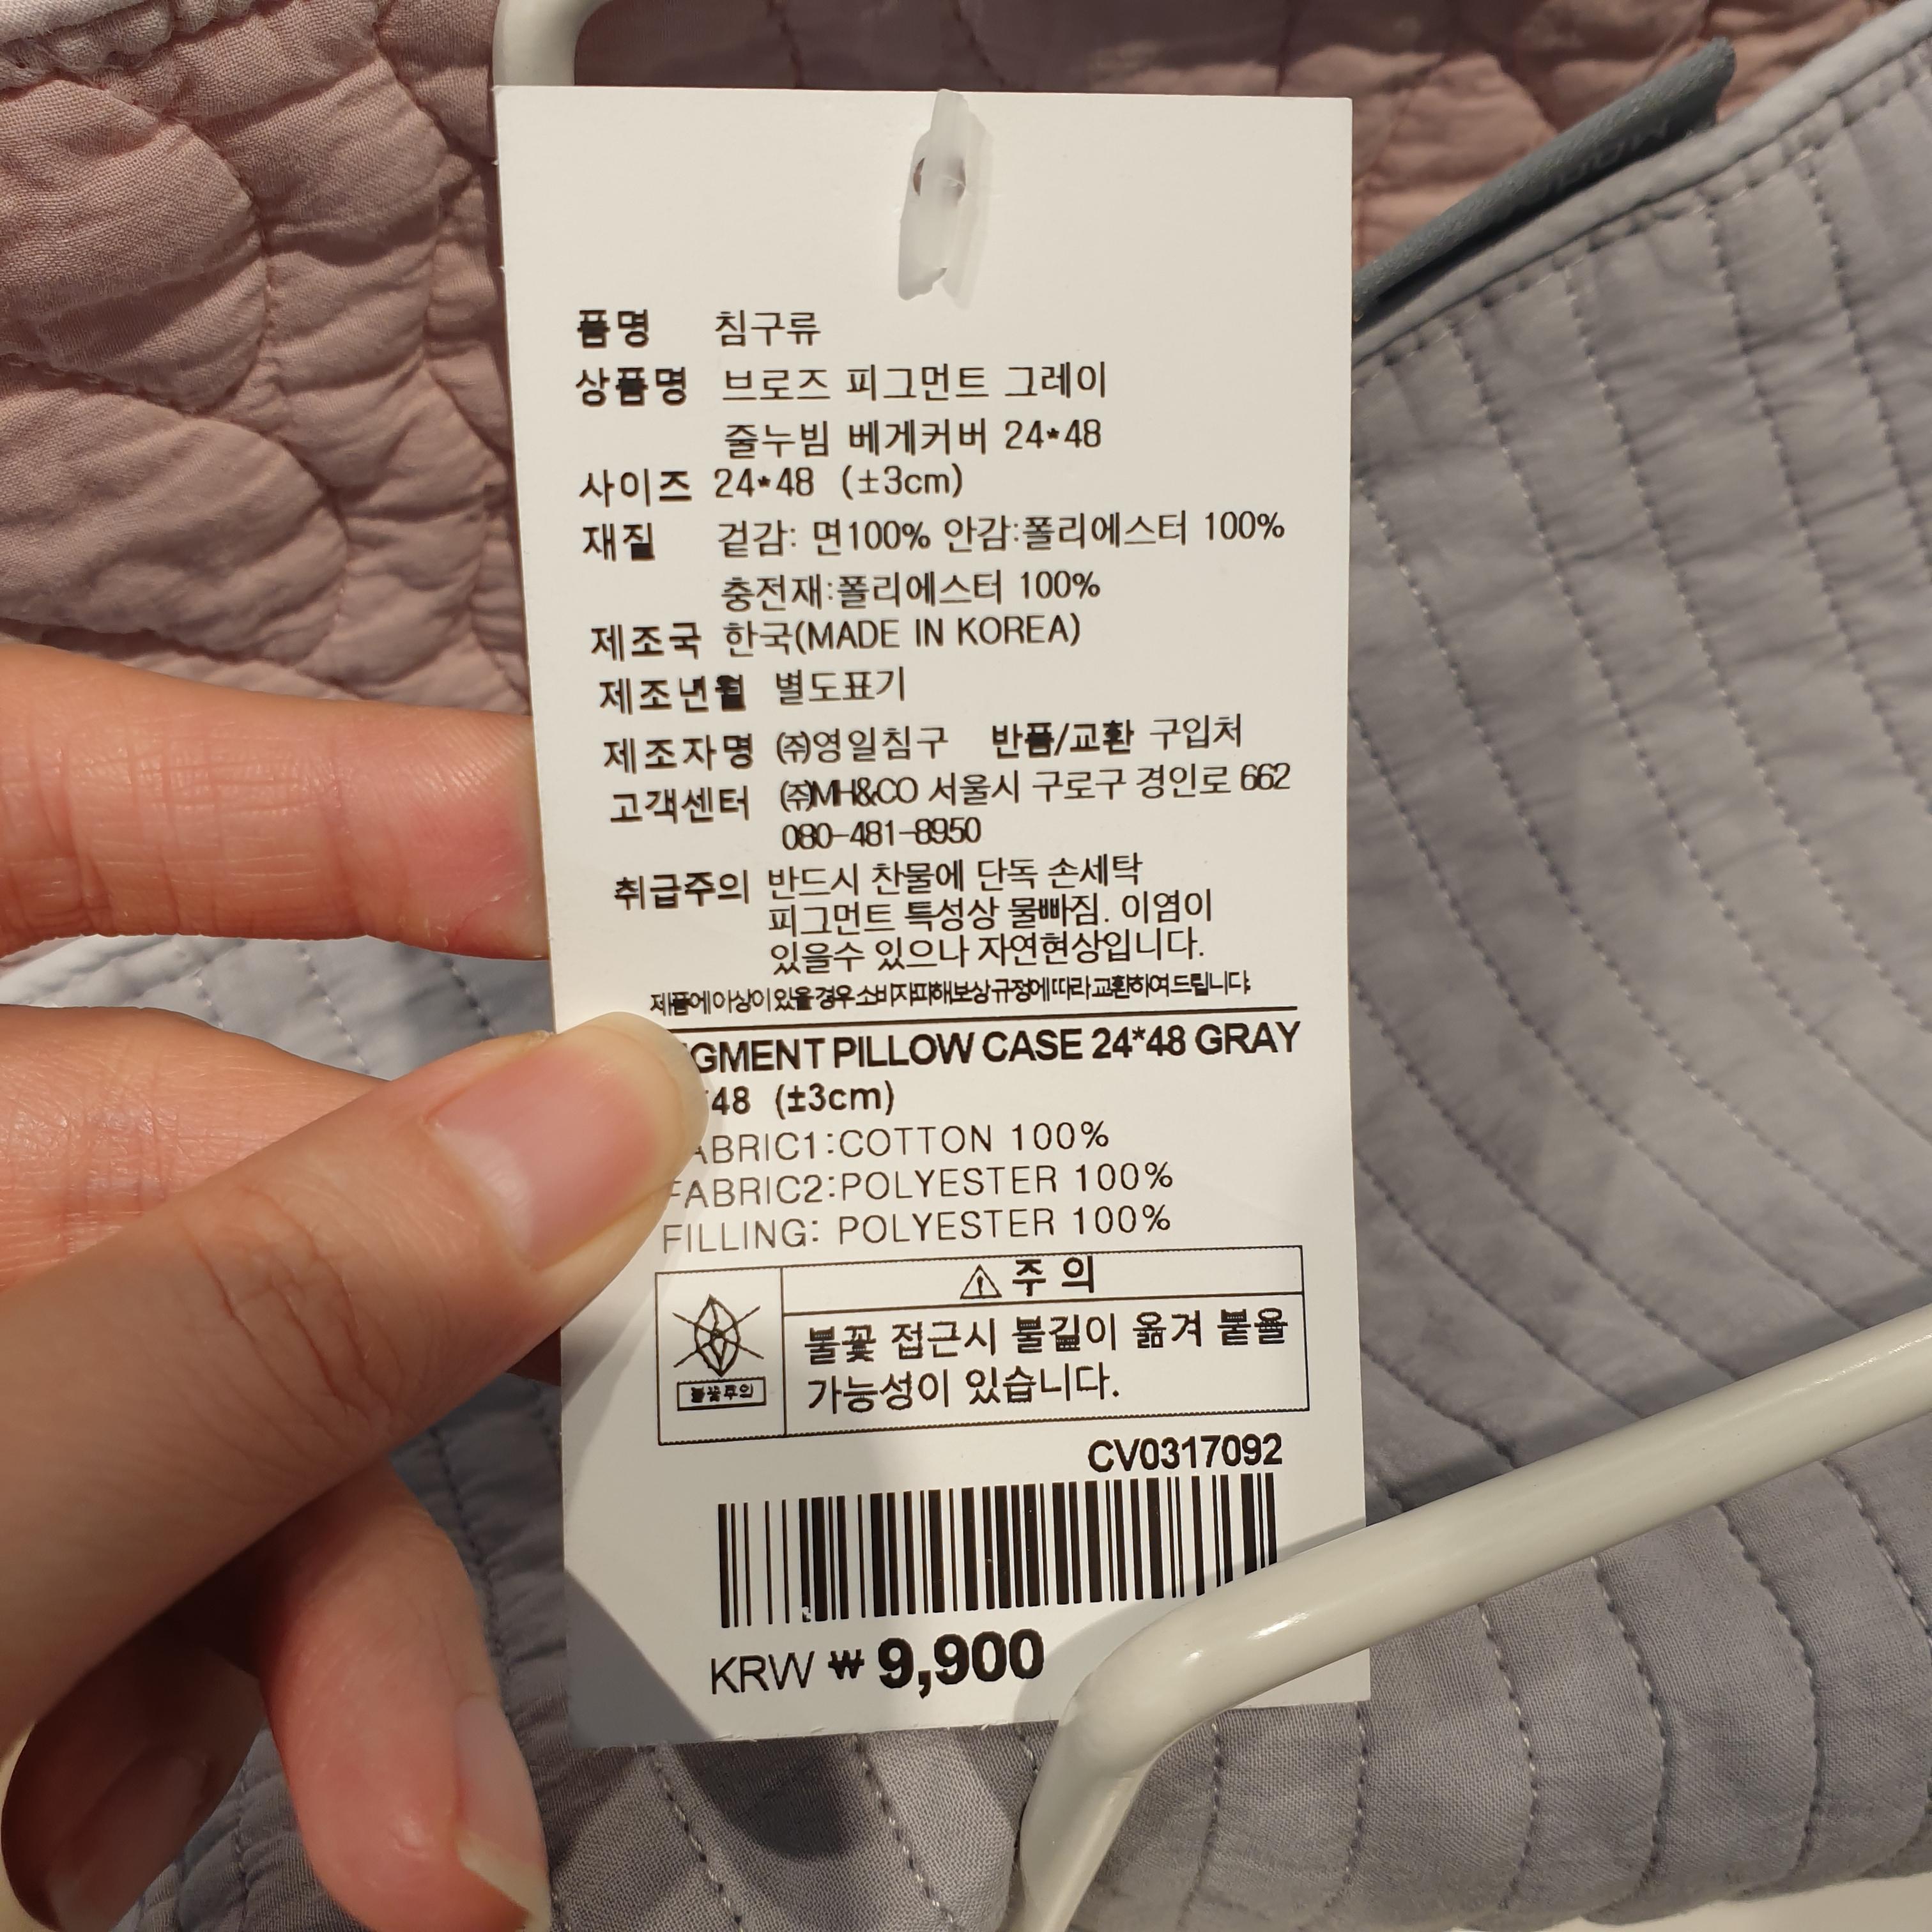 품명 침구류
상품명 브로즈 피그먼트 그레이
줄누빔 베게커버 24*48
사이즈 24*48 (±3cm)
재질 겉감: 면100% 안감:폴리에스터 100%
충전재:폴리에스터 100%
제조국 한국(MADE IN KOREA)
제조년월 별도표기
제조자명 ㈜영일침구 반품/교환 구입처
고객센터 ㈜MH&CO 서울시 구로구 경인로 662
080-481-8950
취급주의 반드시 찬물에 단독 손세탁
피그먼트 특성상 물빠짐. 이염이
있을수 있으나 자연현상입니다.
제품에이상이있을경우소비자피해보상규정에따라교환하여드립니다.
GMENT PILLOW CASE 24*48 GRAY
*48 (±3cm)
ABRIC1:COTTON 100%
FABRIC2:POLYESTER 100%
FILLING: POLYESTER 100%
⚠주 의
불꽃 접근시 불길이 옮겨 붙을
가능성이 있습니다.
불꽃주의
CV0317092
KRW ₩ 9,900